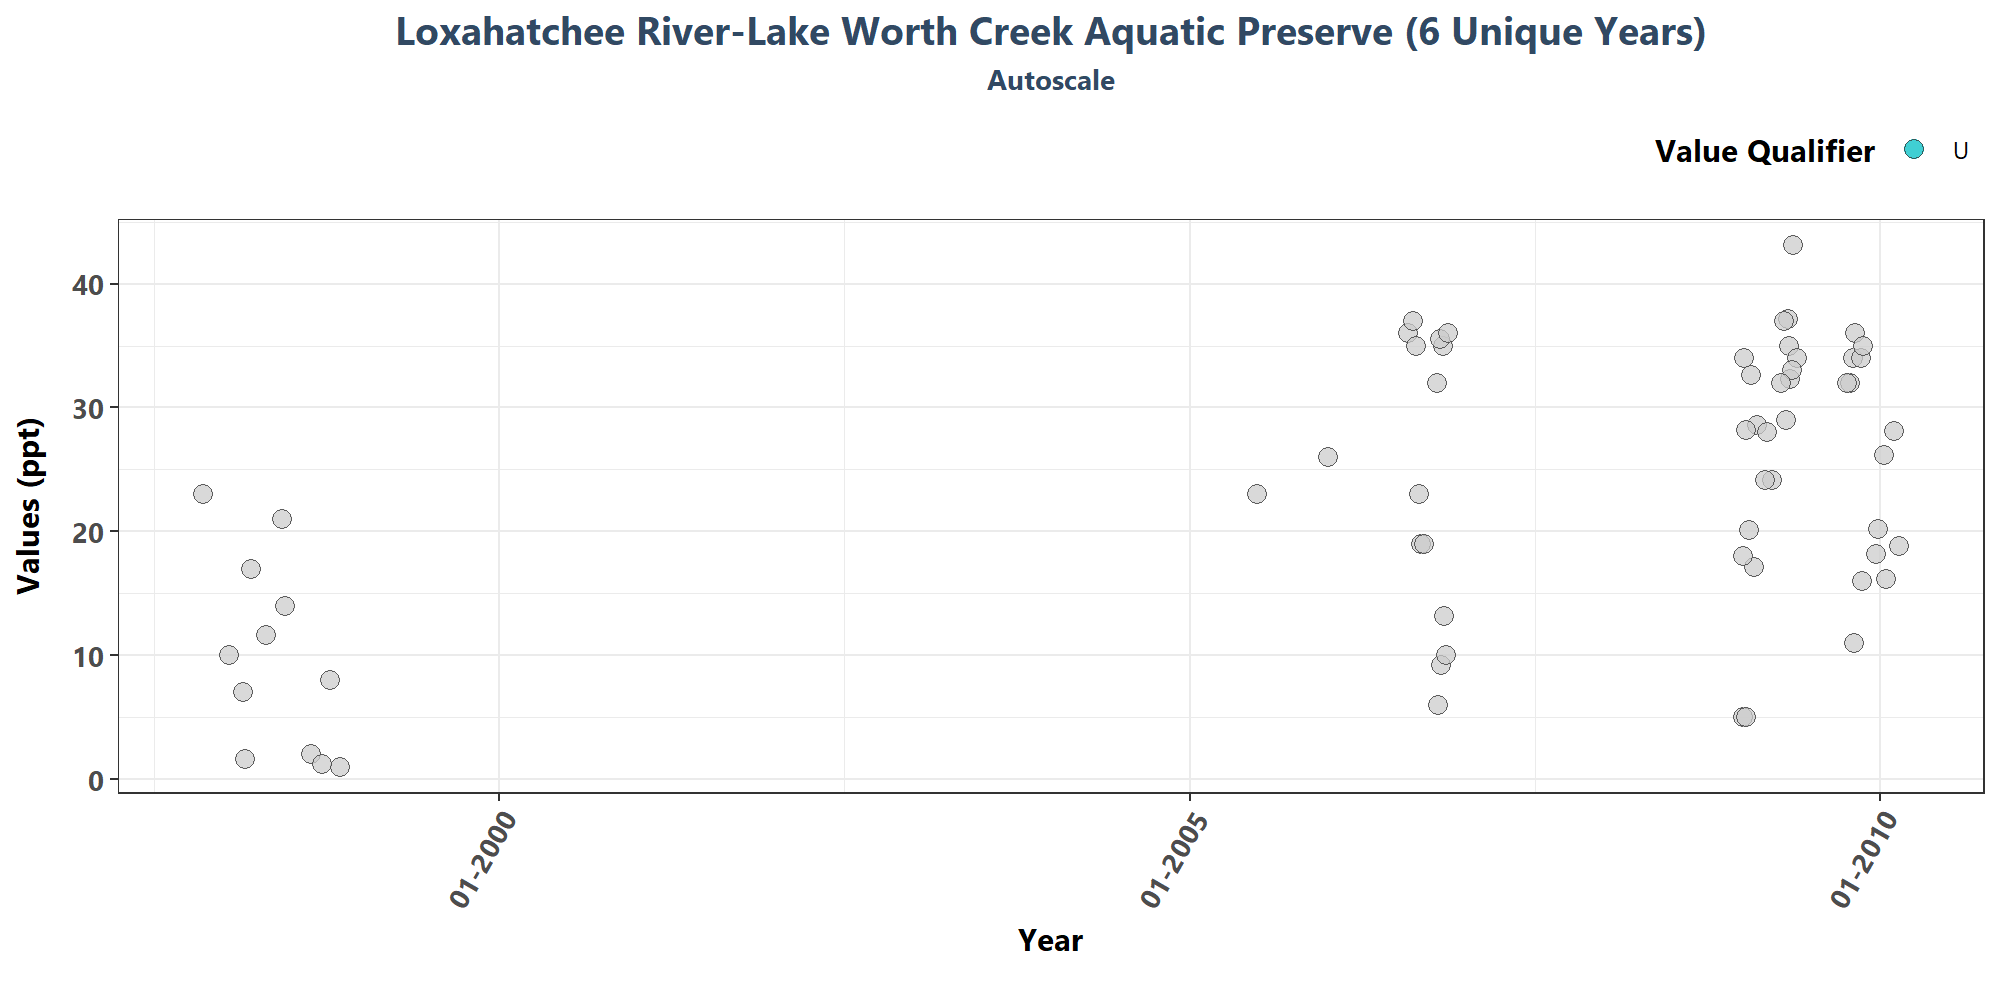 Loxahatchee River-Lake Worth Creek Aquatic Preserve (6 Unique Years)
Autoscale
Value Qualifier U
Values (ppt)
40
30
20
10
0
01-2000
01-2005
01-2010
Year